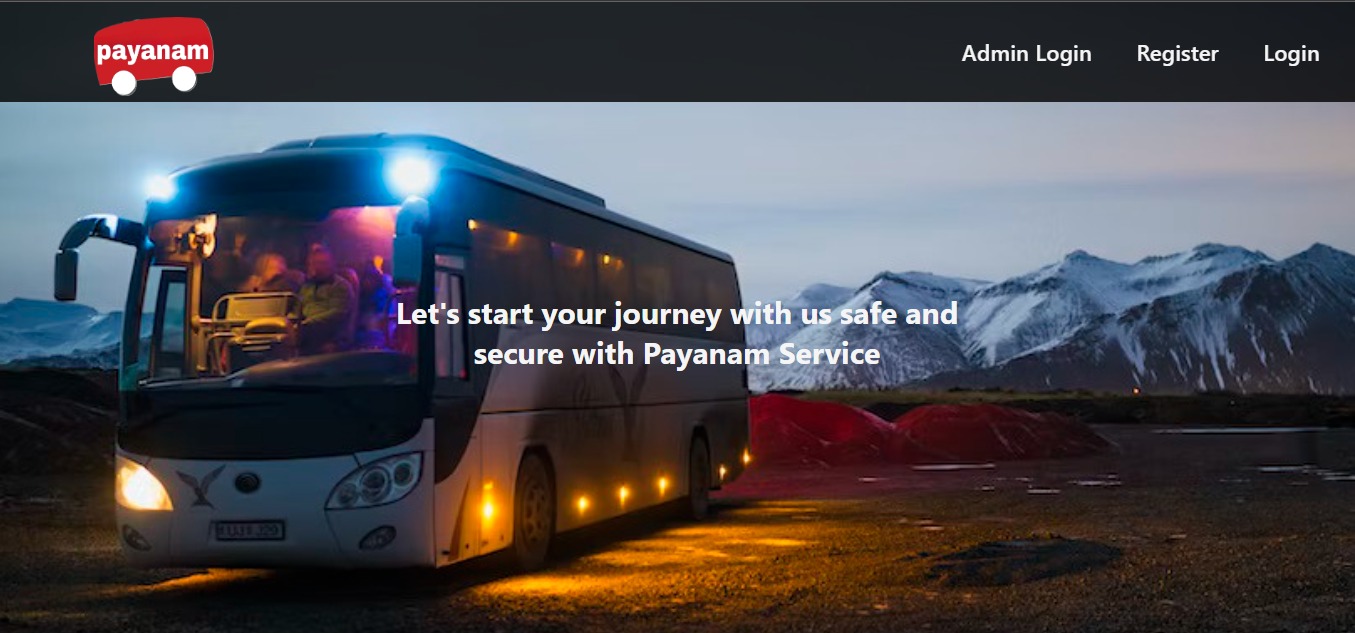 payanam
Admin Login
Register
Login
Let's start your journey with us safe and
secure with Payanam Service